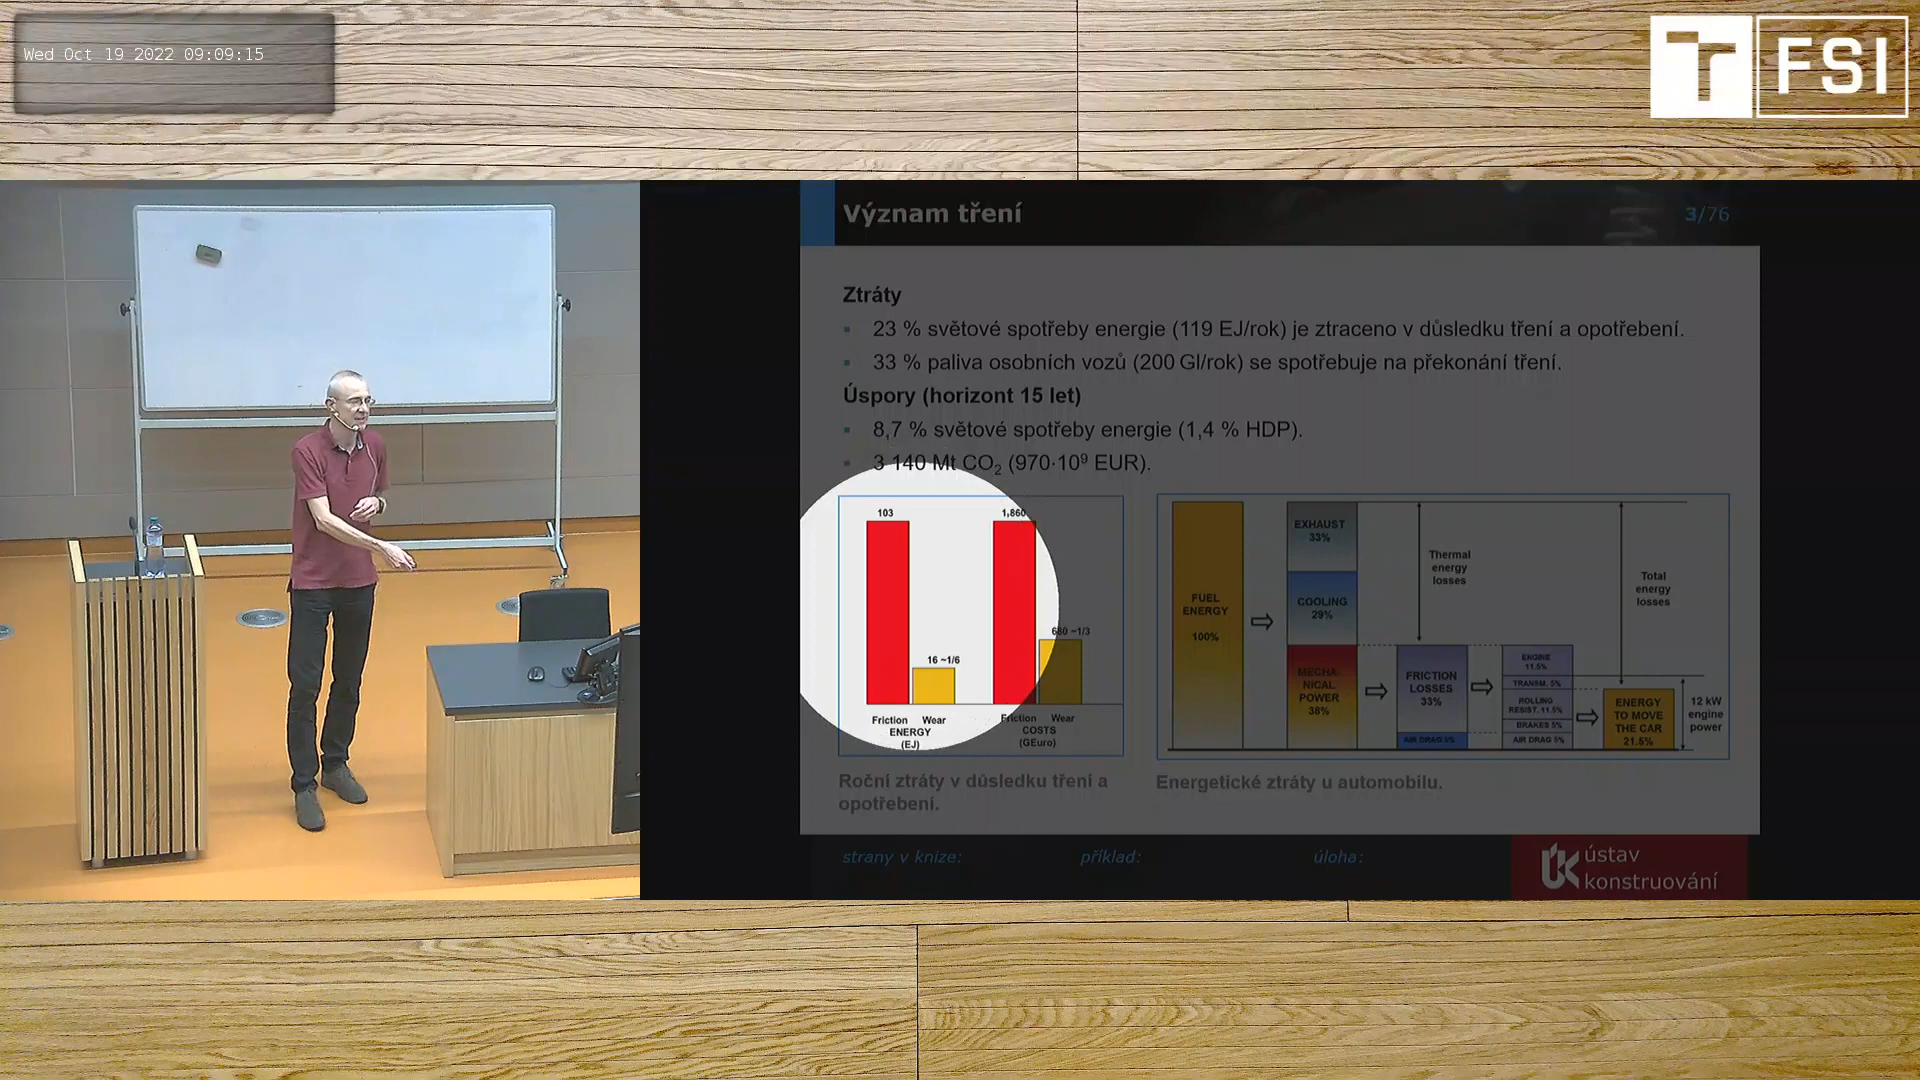 Wed Oct 19 2022 09:09:15
T FSI
Význam tření
3/76
Ztráty
23 % světové spotřeby energie (119 EJ/rok) je ztraceno v důsledku tření a opotřebení.
33 % paliva osobních vozů (200 Gl/rok) se spotřebuje na překonání tření.
Úspory (horizont 15 let)
8,7 % světové spotřeby energie (1,4 % HDP).
3 140 Mt CO₂ (970·10⁹ EUR).
103
1,860
16 ~1/6
680 ~1/3
Friction Wear
ENERGY
(EJ)
Friction Wear
COSTS
(GEuro)
Roční ztráty v důsledku tření a
opotřebení.
FUEL
ENERGY
100%
EXHAUST
33%
COOLING
29%
MECHA-
NICAL
POWER
38%
Thermal
energy
losses
FRICTION
LOSSES
33%
AIR DRAG 5%
ENGINE
11.5%
TRANSM. 5%
ROLLING
RESIST. 11.5%
BRAKES 5%
AIR DRAG 5%
Total
energy
losses
ENERGY
TO MOVE
THE CAR
21.5%
12 kW
engine
power
Energetické ztráty u automobilu.
strany v knize:
příklad:
úloha:
ústav
konstruování